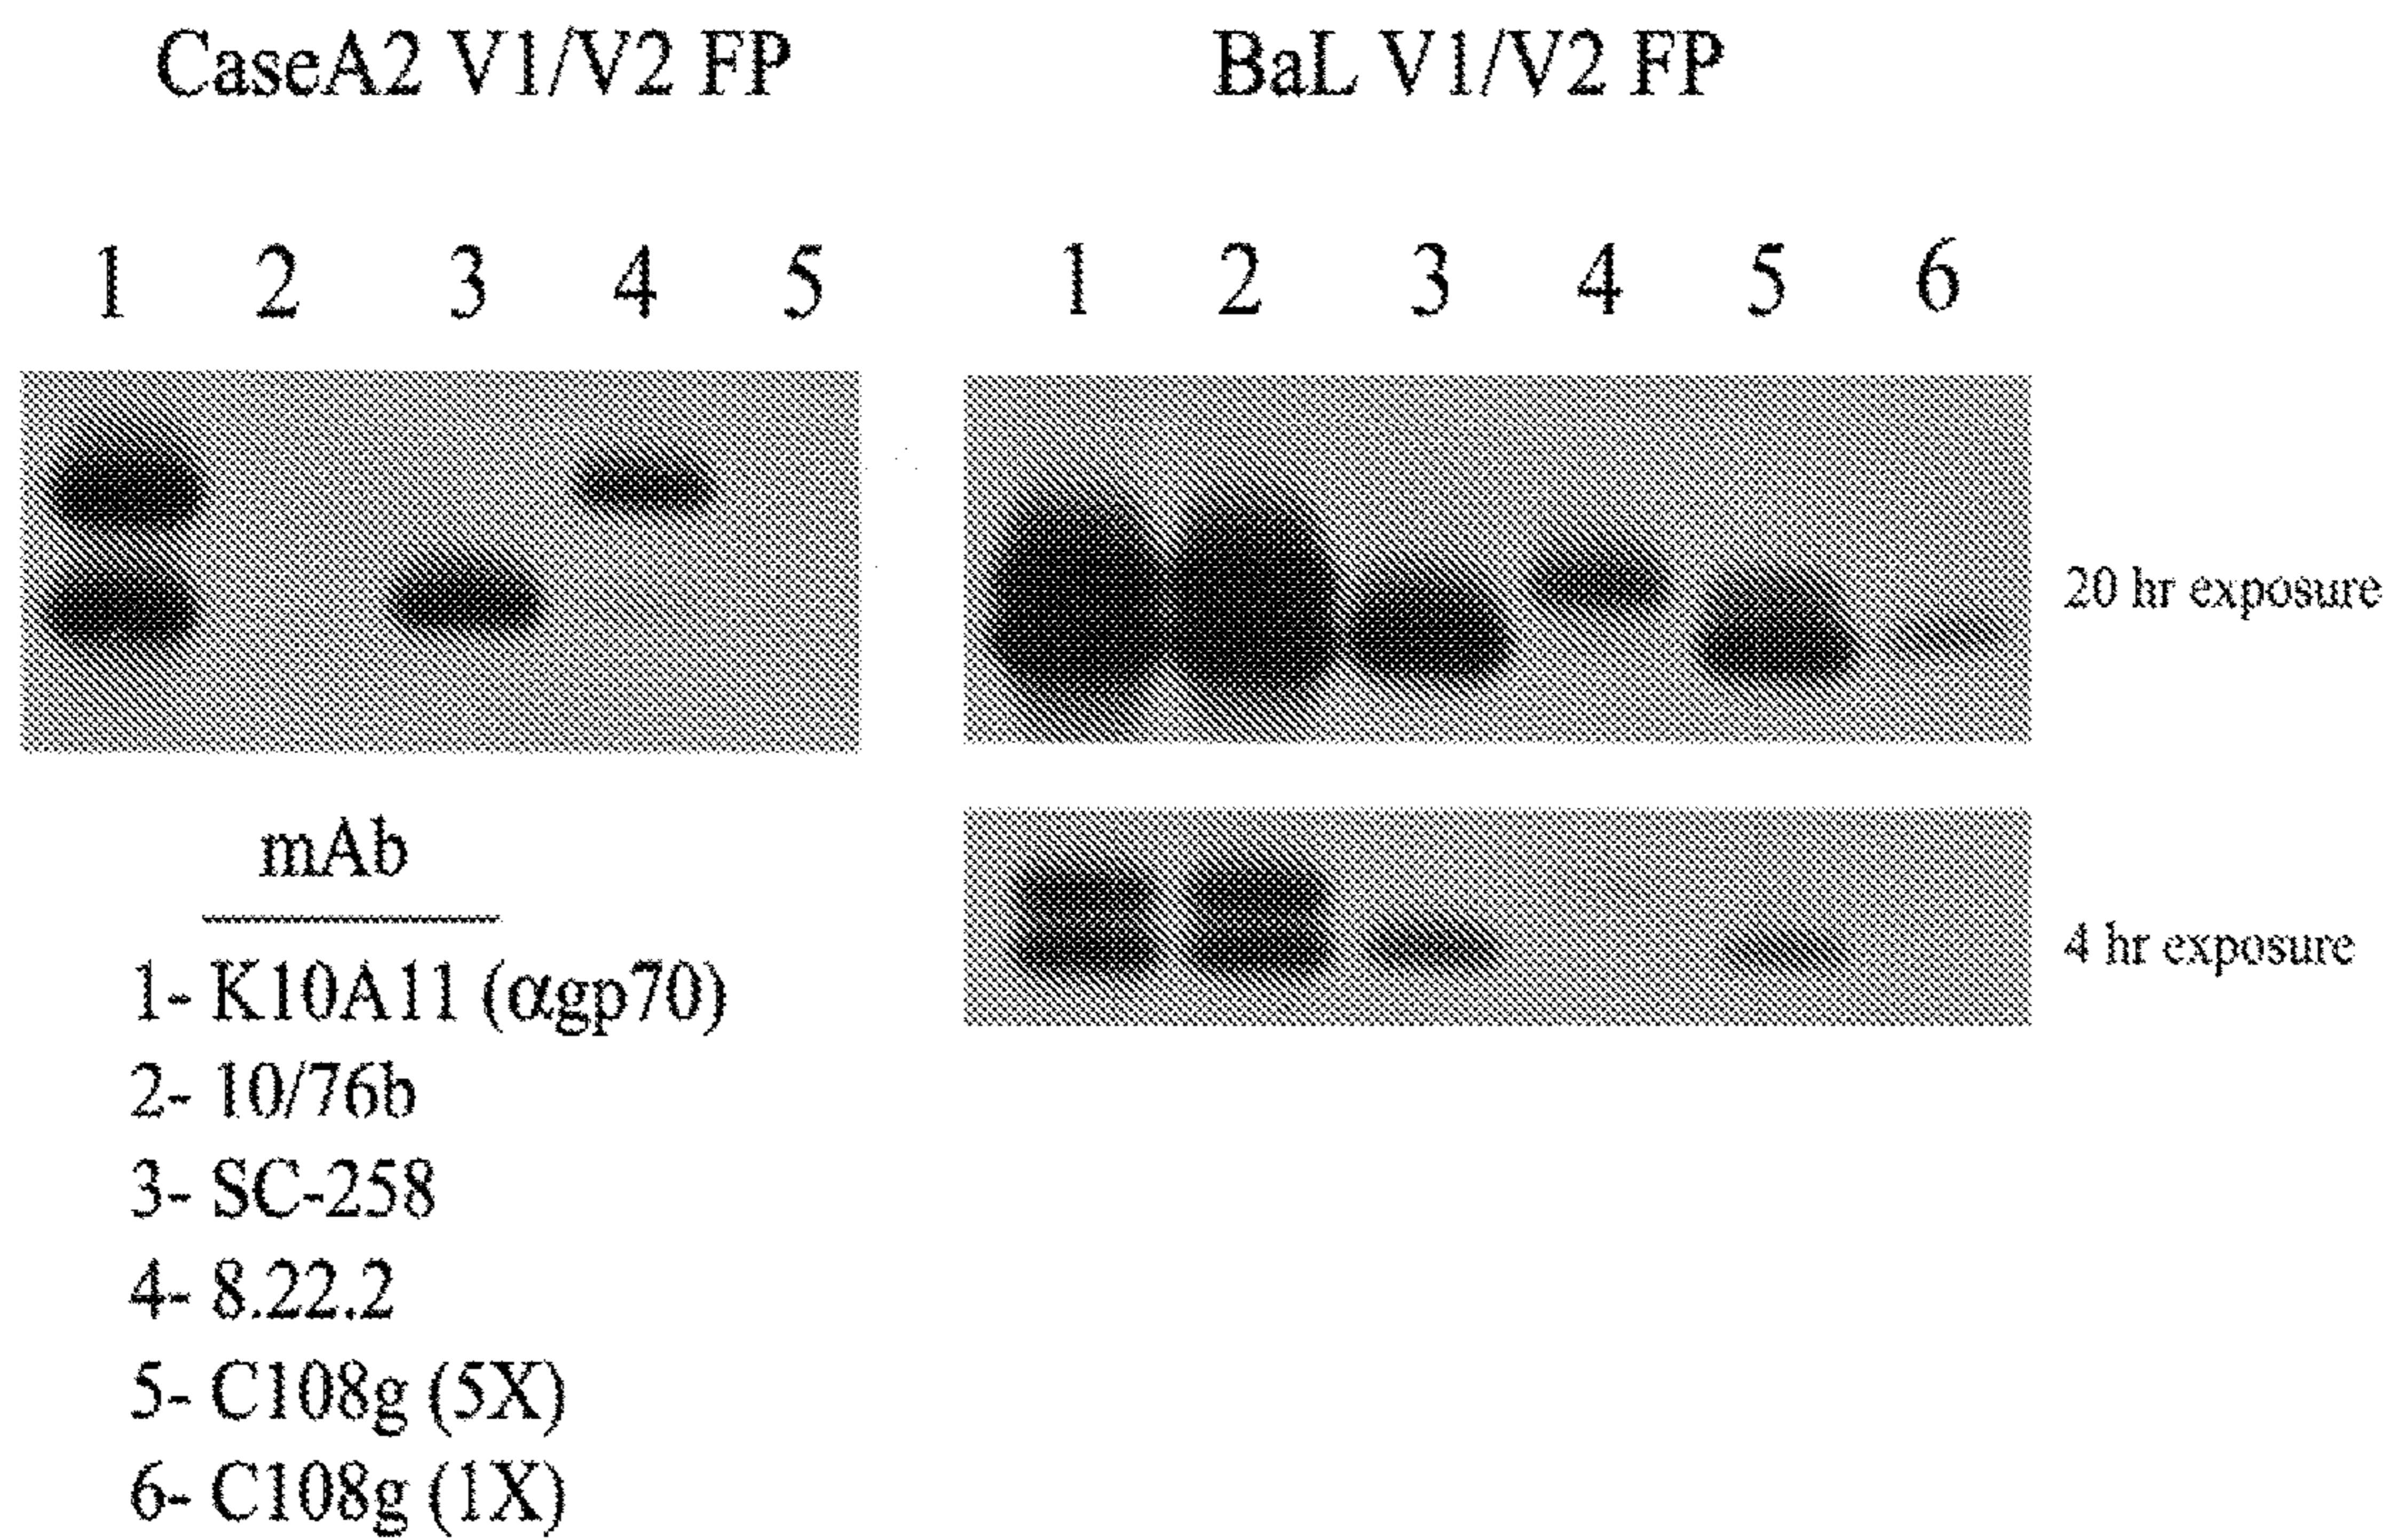 CaseA2 V1/V2 FP
BaL V1/V2 FP
1 2 3 4 5
1 2 3 4 5 6
20 hr exposure
4 hr exposure
mAb
1- K10A11 (αgp70)
2- 10/76b
3- SC-258
4- 8.22.2
5- C108g (5X)
6- C108g (1X)